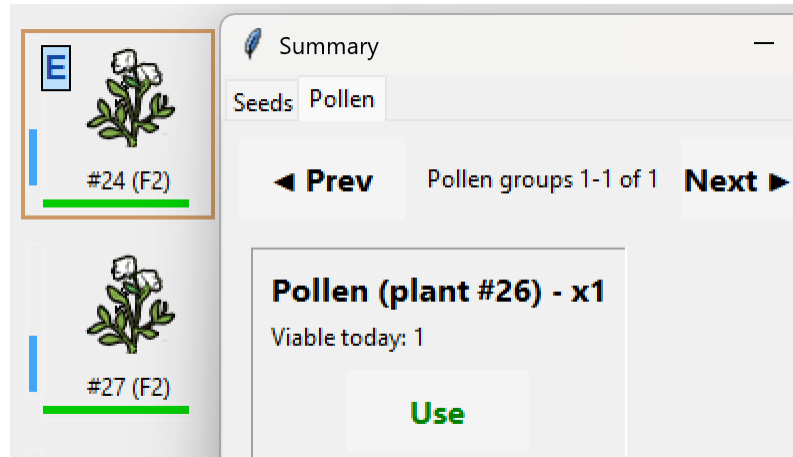 E
#24 (F2)
#27 (F2)
Summary
Seeds Pollen
◄ Prev Pollen groups 1-1 of 1 Next ►
Pollen (plant #26) - x1
Viable today: 1
Use